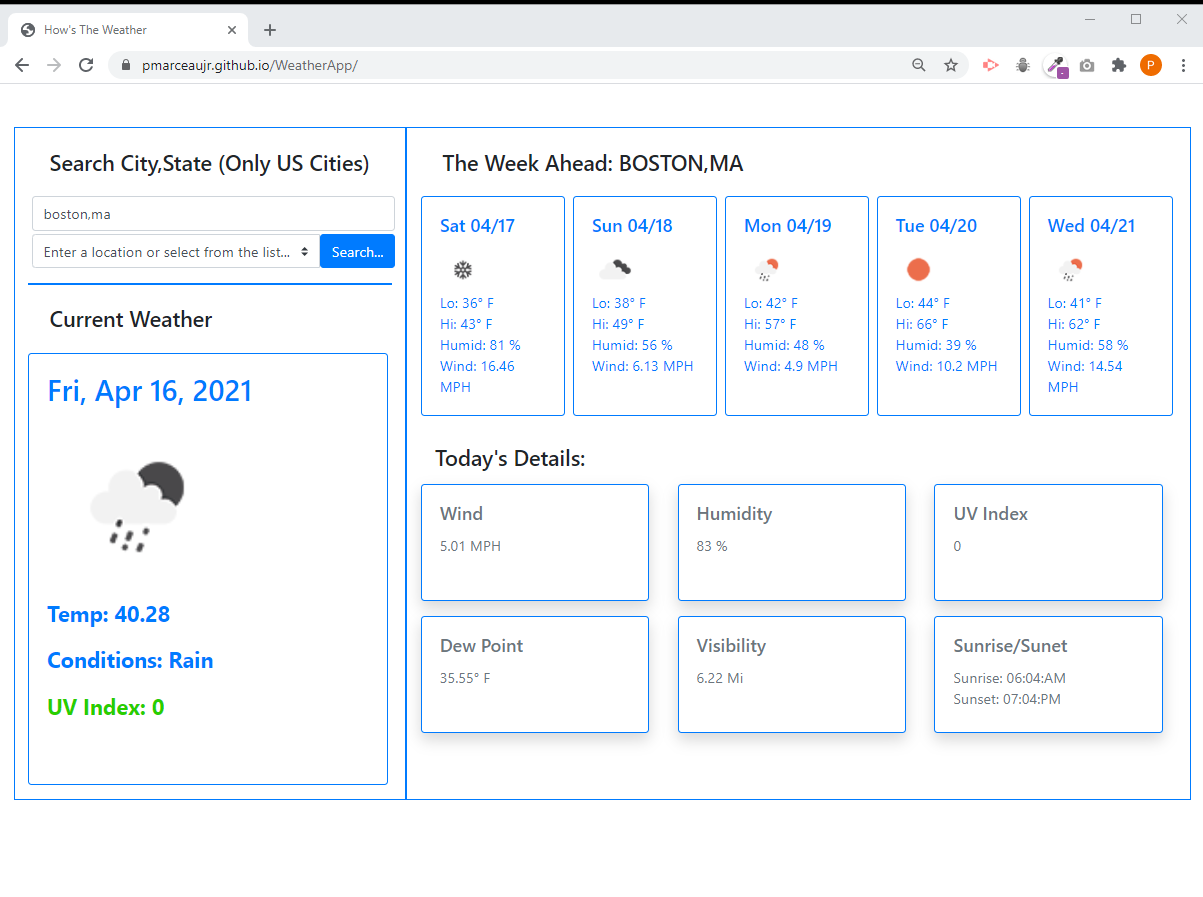 How's The Weather
pmarceaujr.github.io/WeatherApp/
P
Search City,State (Only US Cities)
boston,ma
Enter a location or select from the list...
Search...
Current Weather
Fri, Apr 16, 2021
Temp: 40.28
Conditions: Rain
UV Index: 0
The Week Ahead: BOSTON,MA
Sat 04/17
Lo: 36° F
Hi: 43° F
Humid: 81 %
Wind: 16.46
MPH
Sun 04/18
Lo: 38° F
Hi: 49° F
Humid: 56 %
Wind: 6.13 MPH
Mon 04/19
Lo: 42° F
Hi: 57° F
Humid: 48 %
Wind: 4.9 MPH
Tue 04/20
Lo: 44° F
Hi: 66° F
Humid: 39 %
Wind: 10.2 MPH
Wed 04/21
Lo: 41° F
Hi: 62° F
Humid: 58 %
Wind: 14.54
MPH
Today's Details:
Wind
5.01 MPH
Humidity
83 %
UV Index
0
Dew Point
35.55° F
Visibility
6.22 Mi
Sunrise/Sunet
Sunrise: 06:04:AM
Sunset: 07:04:PM